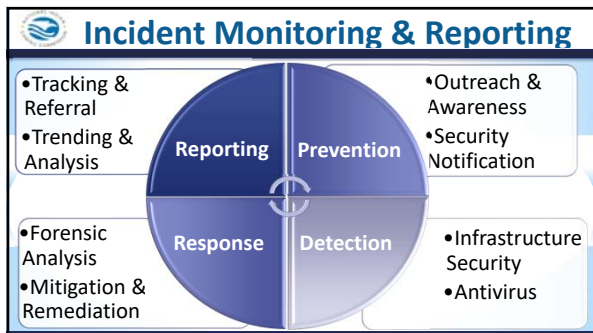 Incident Monitoring & Reporting
•Tracking &
Referral
•Trending &
Analysis
Reporting
Prevention
•Outreach &
Awareness
•Security
Notification
•Forensic
Analysis
•Mitigation &
Remediation
Response
Detection
•Infrastructure
Security
•Antivirus